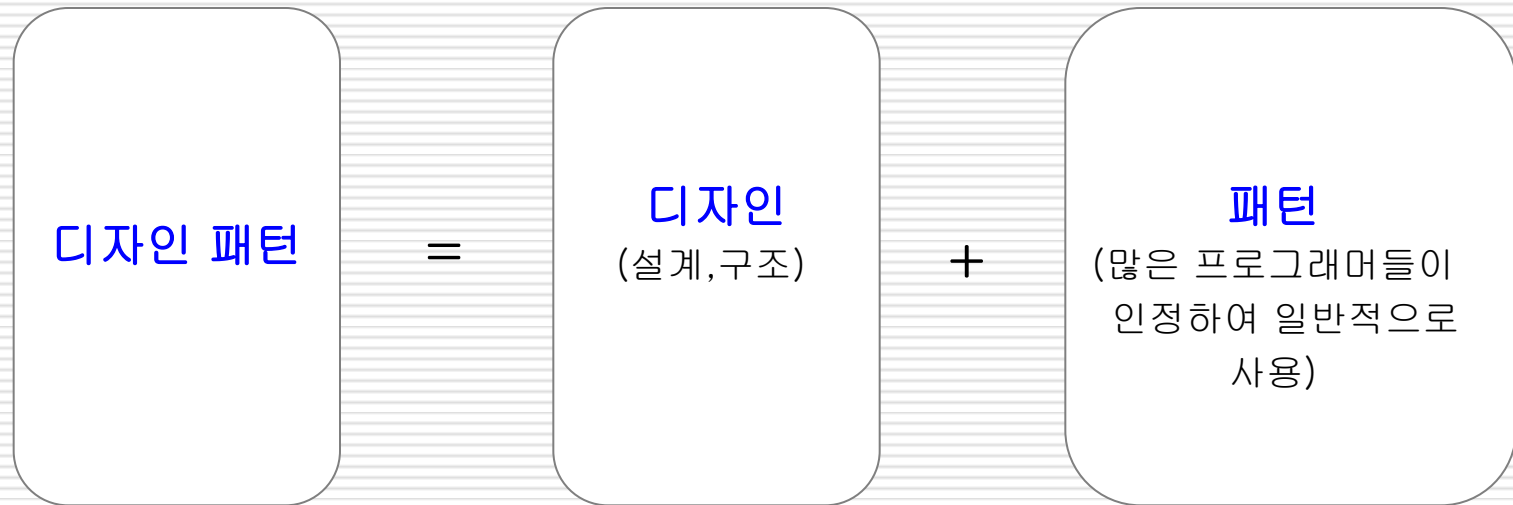 디자인 패턴
=
디자인
(설계,구조)
+
패턴
(많은 프로그래머들이
인정하여 일반적으로
사용)